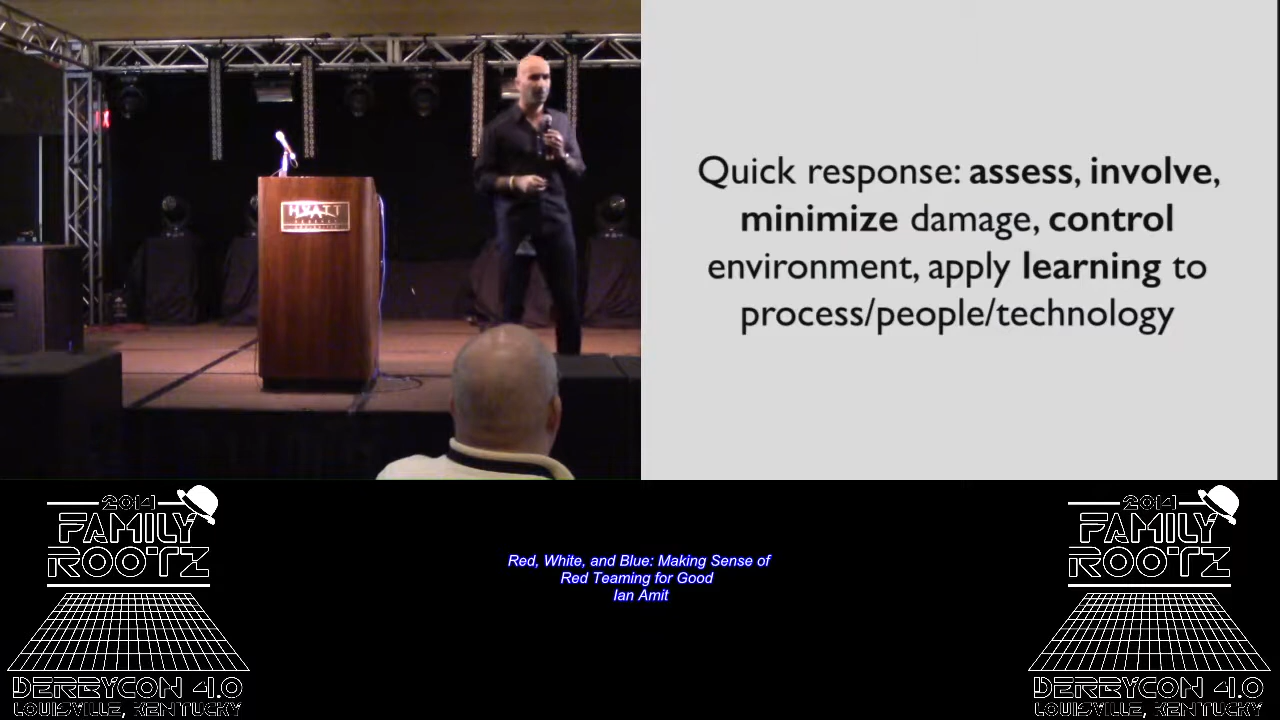 HYATT
Quick response: assess, involve,
minimize damage, control
environment, apply learning to
process/people/technology
2014
FAMILY
ROOTZ
DERBYCON 4.0
LOUISVILLE, KENTUCKY
Red, White, and Blue: Making Sense of
Red Teaming for Good
Ian Amit
2014
FAMILY
ROOTZ
DERBYCON 4.0
LOUISVILLE, KENTUCKY